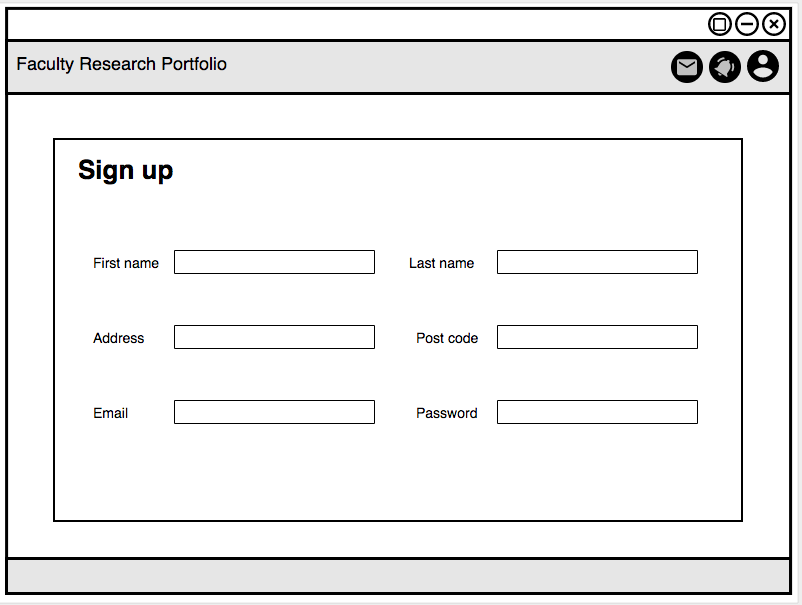 Faculty Research Portfolio
Sign up
First name
Last name
Address
Post code
Email
Password